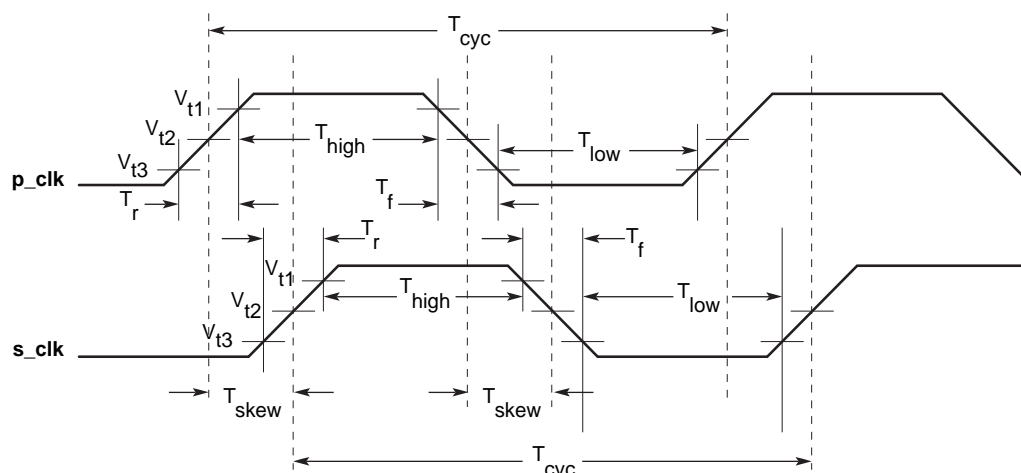 T_cyc
V_t1
V_t2
T_high
T_low
V_t3
p_clk
T_r
T_f
T_r
T_f
V_t1
T_high
T_low
V_t2
V_t3
s_clk
T_skew
T_skew
T_cyc